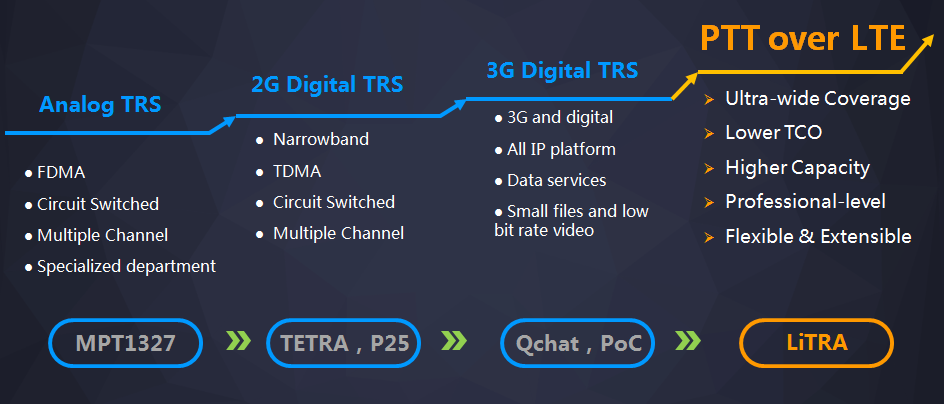 Analog TRS
● FDMA
● Circuit Switched
● Multiple Channel
● Specialized department
2G Digital TRS
● Narrowband
● TDMA
● Circuit Switched
● Multiple Channel
3G Digital TRS
● 3G and digital
● All IP platform
● Data services
● Small files and low
bit rate video
PTT over LTE
➢ Ultra-wide Coverage
➢ Lower TCO
➢ Higher Capacity
➢ Professional-level
➢ Flexible & Extensible
MPT1327
TETRA , P25
Qchat , PoC
LiTRA